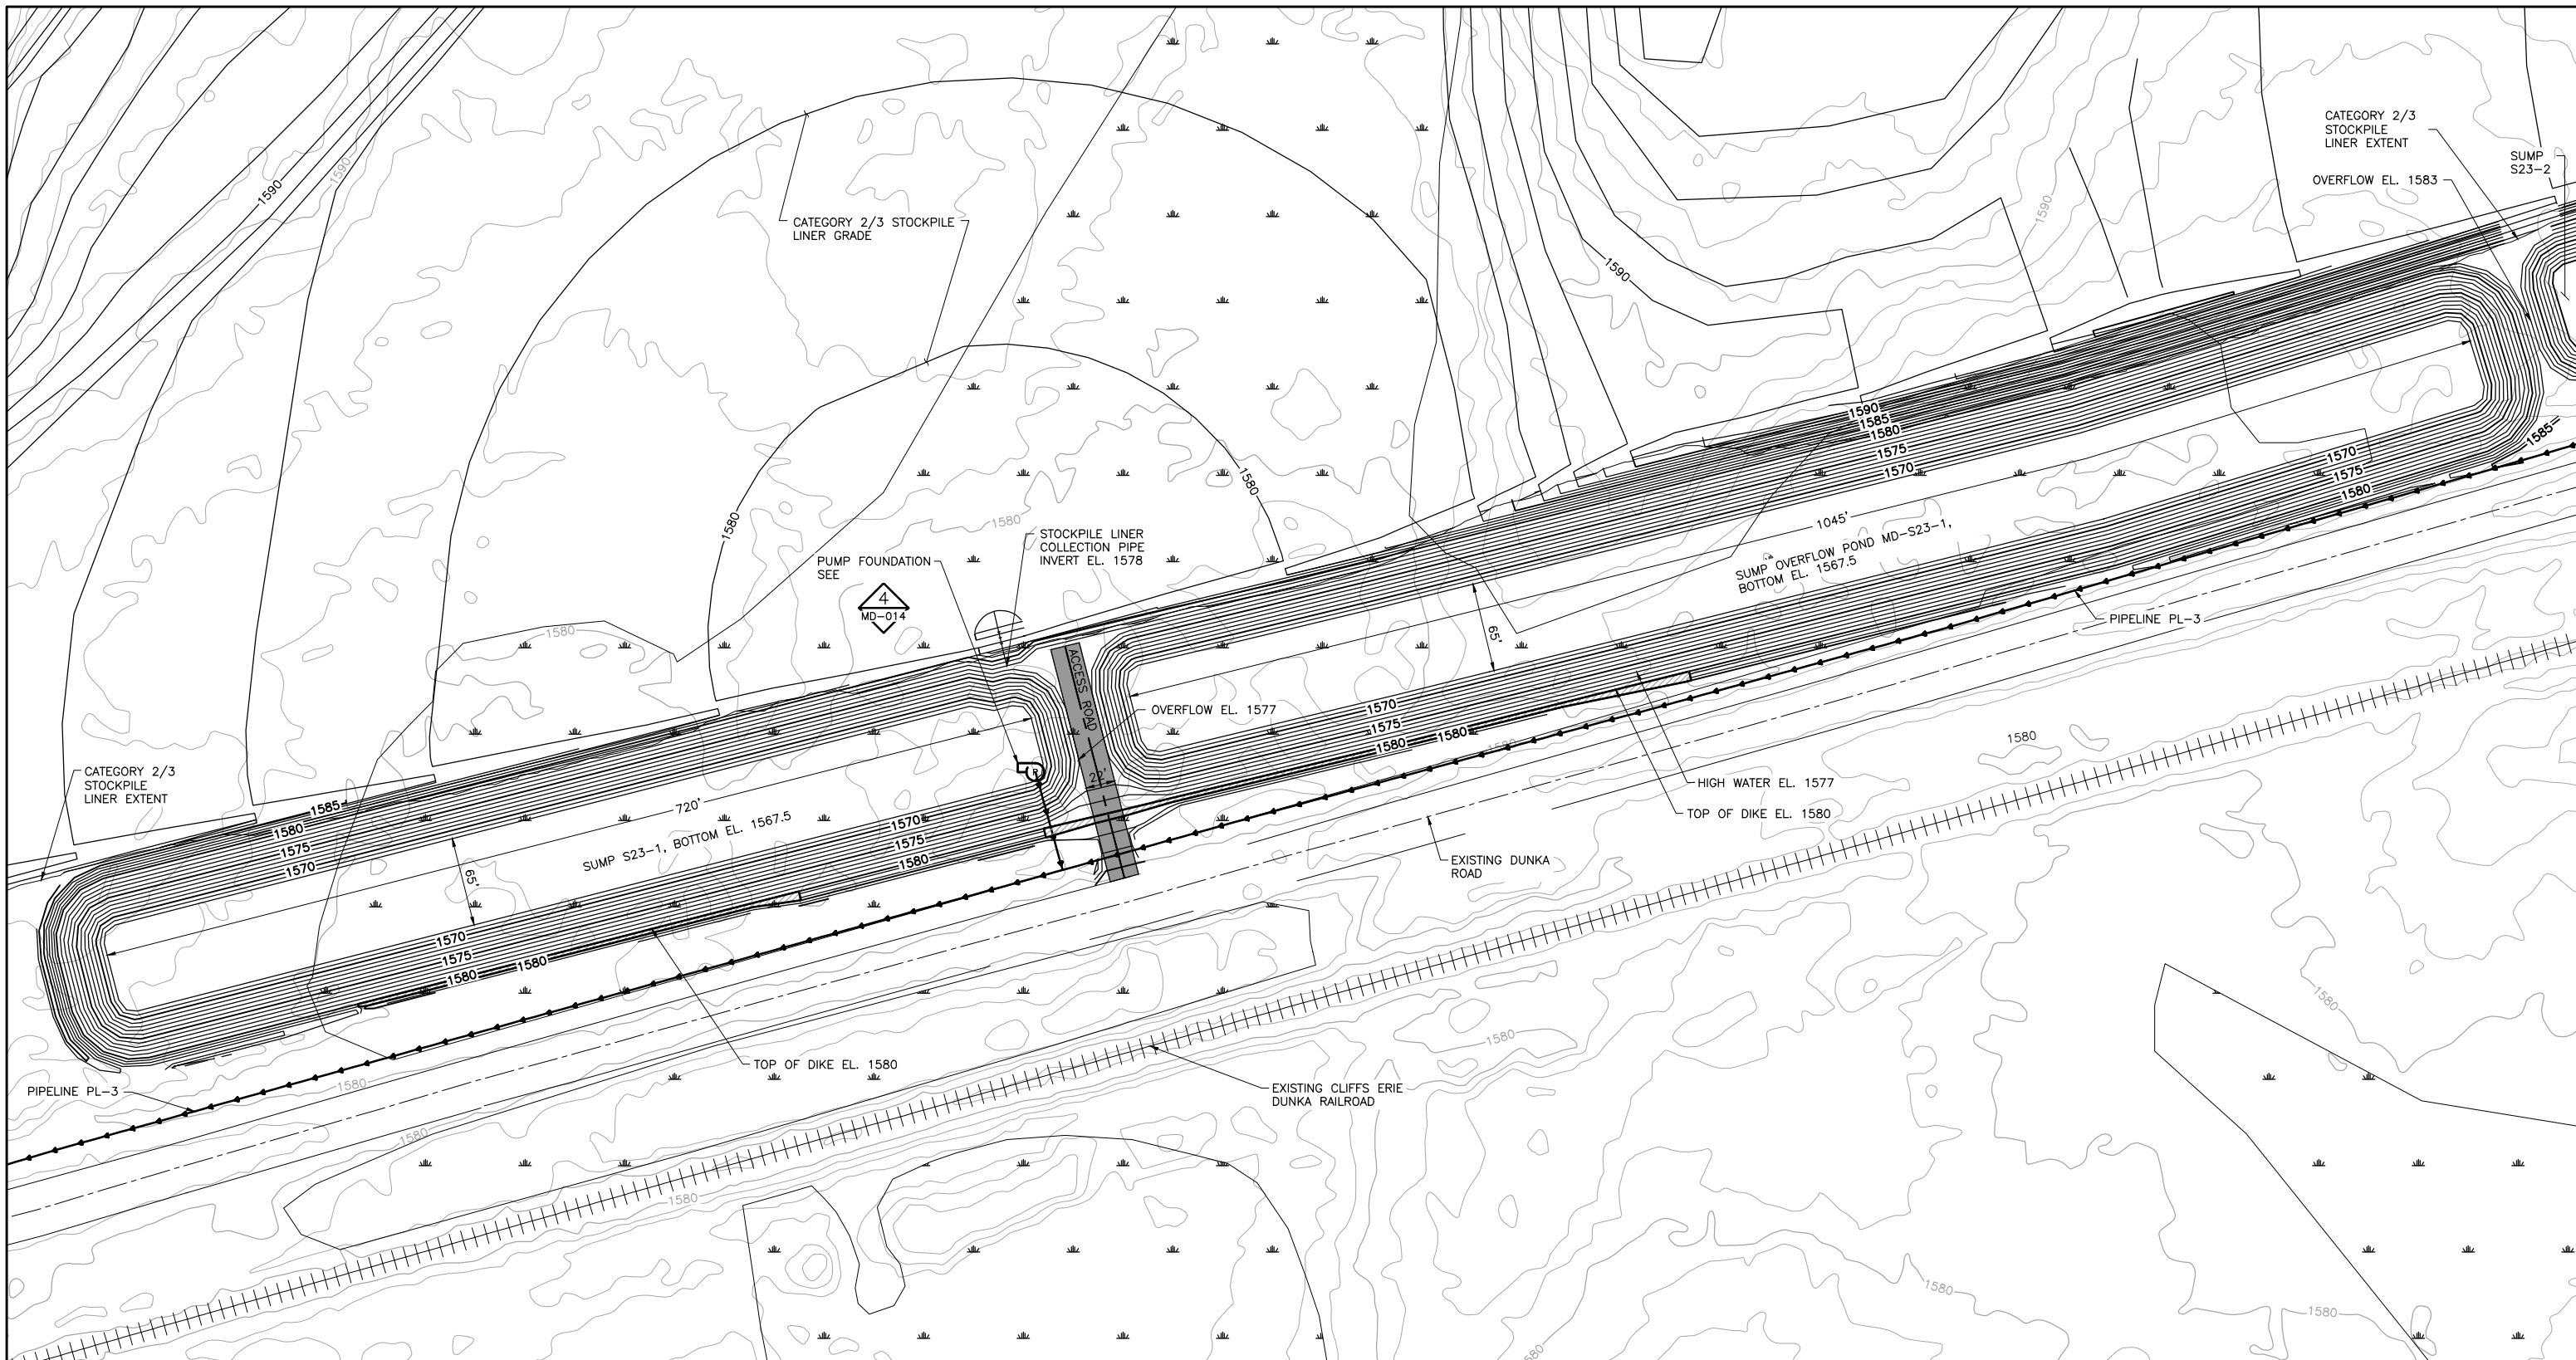 CATEGORY 2/3
STOCKPILE
LINER EXTENT
SUMP
S23-2
OVERFLOW EL. 1583
1590
1590
CATEGORY 2/3 STOCKPILE
LINER GRADE
1590
1590
1580
1580
1580
STOCKPILE LINER
COLLECTION PIPE
INVERT EL. 1578
PUMP FOUNDATION
SEE
4
MD-014
1590
1585
1580
1575
1570
1585
1570
1575
1580
1045'
SUMP OVERFLOW POND MD-S23-1,
BOTTOM EL. 1567.5
65'
PIPELINE PL-3
1580
ACCESS ROAD
OVERFLOW EL. 1577
1570
1575
1580
1580
1580
1580
22'
HIGH WATER EL. 1577
TOP OF DIKE EL. 1580
CATEGORY 2/3
STOCKPILE
LINER EXTENT
1585
1580
1575
1570
720'
SUMP S23-1, BOTTOM EL. 1567.5
65'
1570
1575
1580
EXISTING DUNKA
ROAD
1570
1575
1580
1580
TOP OF DIKE EL. 1580
PIPELINE PL-3
1580
1580
EXISTING CLIFFS ERIE
DUNKA RAILROAD
1580
1580
1580
1580
1580